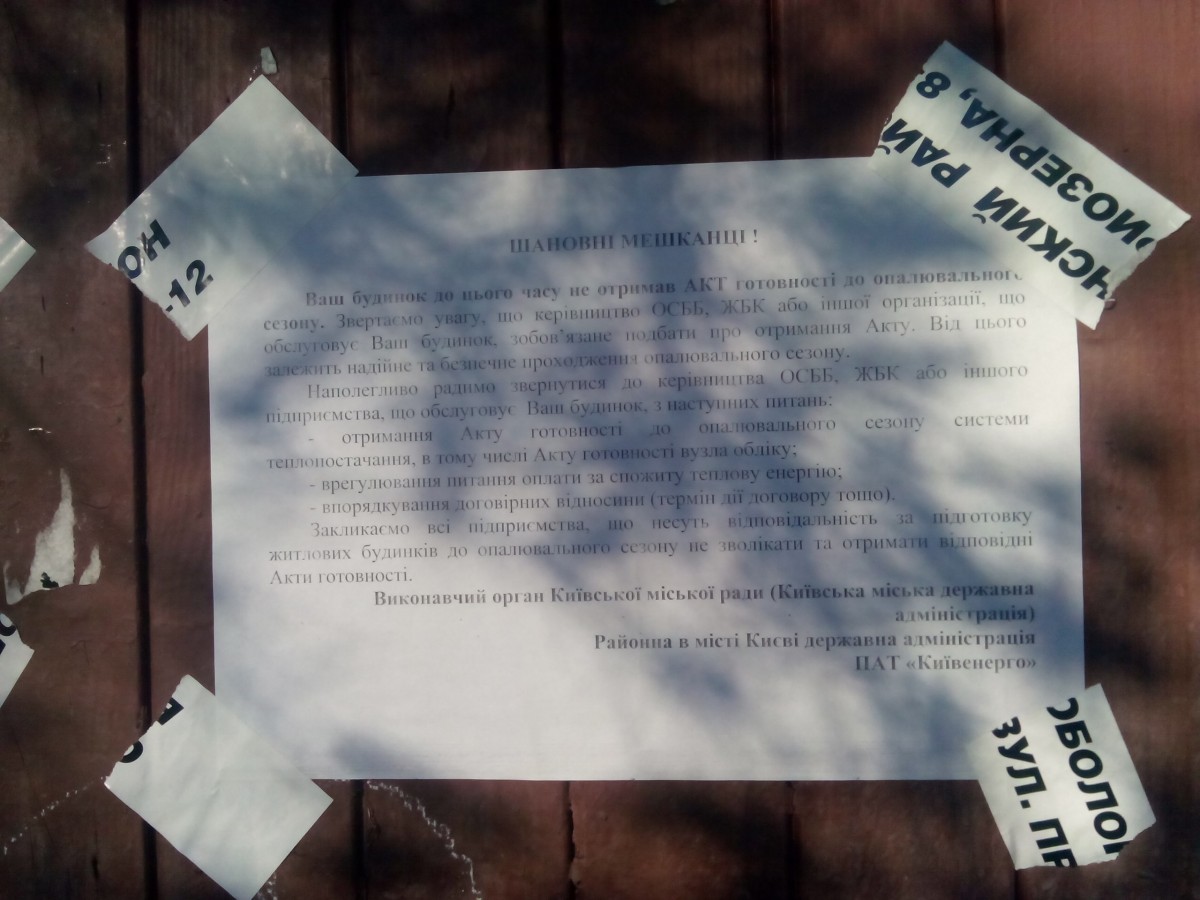 ШАНОВНІ МЕШКАНЦІ !
Ваш будинок до цього часу не отримав АКТ готовності до опалювального
сезону. Звертаємо увагу, що керівництво ОСББ, ЖБК або іншої організації, що
обслуговує Ваш будинок, зобов’язане подбати про отримання Акту. Від цього
залежить надійне та безпечне проходження опалювального сезону.
Наполегливо радимо звернутися до керівництва ОСББ, ЖБК або іншого
підприємства, що обслуговує Ваш будинок, з наступних питань:
- отримання Акту готовності до опалювального сезону системи
теплопостачання, в тому числі Акту готовності вузла обліку;
- врегулювання питання оплати за спожиту теплову енергію;
- впорядкування договірних відносини (термін дії договору тощо).
Закликаємо всі підприємства, що несуть відповідальність за підготовку
житлових будинків до опалювального сезону не зволікати та отримати відповідні
Акти готовності.
Виконавчий орган Київської міської ради (Київська міська державна
адміністрація)
Районна в місті Києві державна адміністрація
ПАТ «Київенерго»
ЧСКИЙ РАЙ
ІОЗЕРНА, 8
ОН
-12
ОБОЛО
ВУЛ. ПР